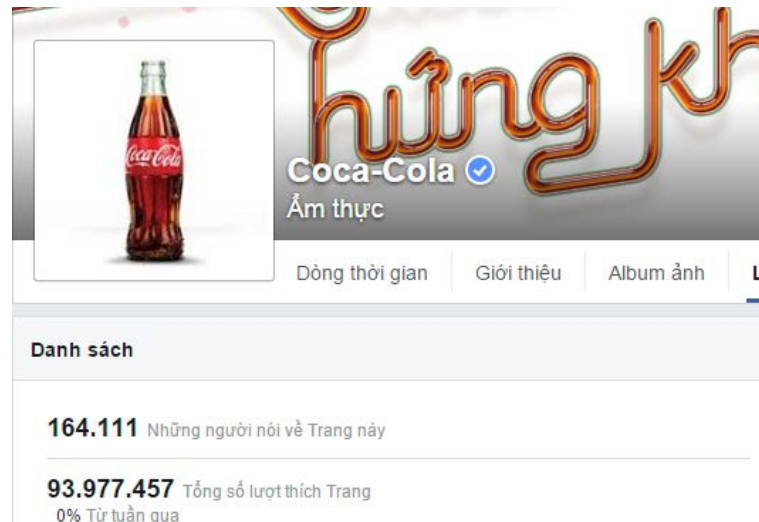 hứng kh
Coca-Cola
Coca-Cola
Ẩm thực
Dòng thời gian
Giới thiệu
Album ảnh
L
Danh sách
164.111 Những người nói về Trang này
93.977.457 Tổng số lượt thích Trang
0% Từ tuần qua